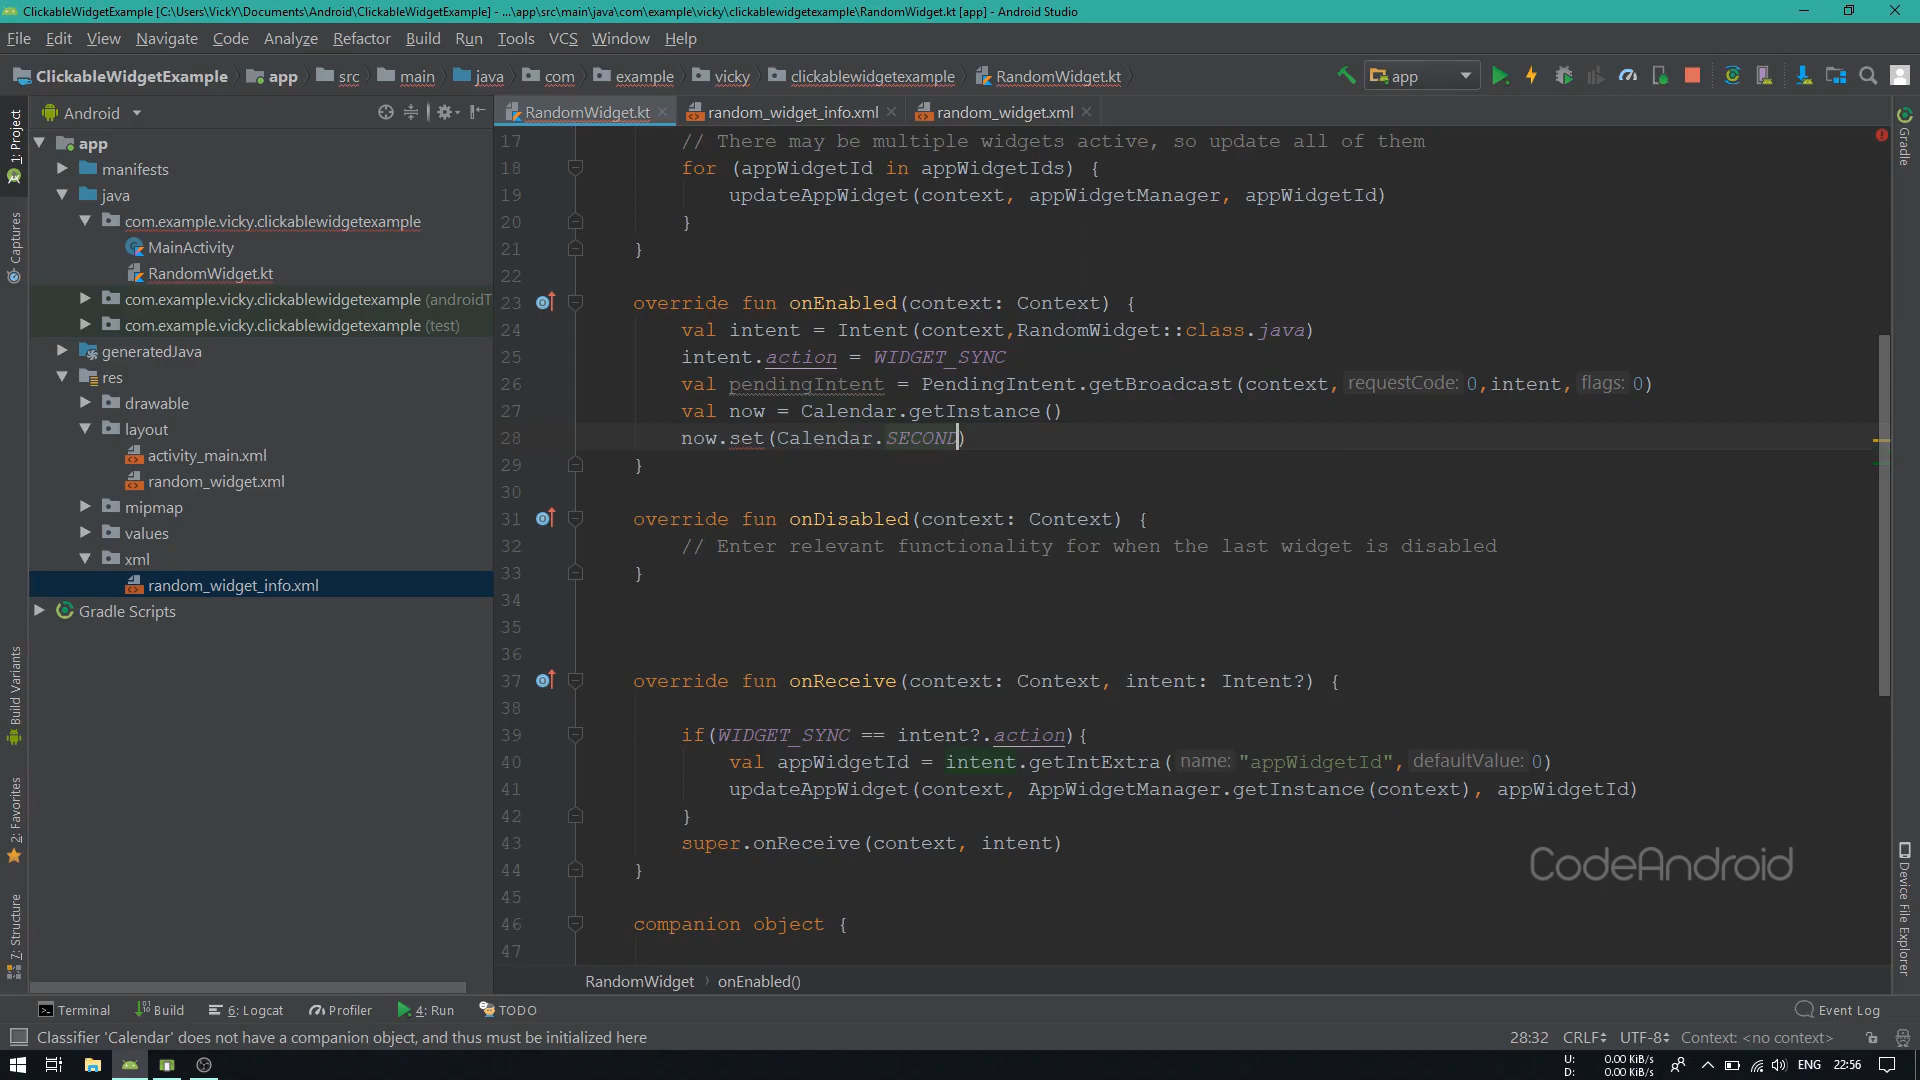 ClickableWidgetExample [C:\Users\VickY\Documents\Android\ClickableWidgetExample] - ...\app\src\main\java\com\example\vicky\clickablewidgetexample\RandomWidget.kt [app] - Android Studio
File Edit View Navigate Code Analyze Refactor Build Run Tools VCS Window Help
ClickableWidgetExample app src main java com example vicky clickablewidgetexample RandomWidget.kt app
Android
RandomWidget.kt random_widget_info.xml random_widget.xml
1: Project
Captures
Build Variants
2: Favorites
7: Structure
app
manifests
java
com.example.vicky.clickablewidgetexample
MainActivity
RandomWidget.kt
com.example.vicky.clickablewidgetexample (androidT
com.example.vicky.clickablewidgetexample (test)
generatedJava
res
drawable
layout
activity_main.xml
random_widget.xml
mipmap
values
xml
random_widget_info.xml
Gradle Scripts
17 // There may be multiple widgets active, so update all of them
18 for (appWidgetId in appWidgetIds) {
19 updateAppWidget(context, appWidgetManager, appWidgetId)
20 }
21 }
22
23 override fun onEnabled(context: Context) {
24 val intent = Intent(context,RandomWidget::class.java)
25 intent.action = WIDGET_SYNC
26 val pendingIntent = PendingIntent.getBroadcast(context, requestCode: 0,intent, flags: 0)
27 val now = Calendar.getInstance()
28 now.set(Calendar.SECOND)
29 }
30
31 override fun onDisabled(context: Context) {
32 // Enter relevant functionality for when the last widget is disabled
33 }
34
35
36
37 override fun onReceive(context: Context, intent: Intent?) {
38
39 if(WIDGET_SYNC == intent?.action){
40 val appWidgetId = intent.getIntExtra( name: "appWidgetId", defaultValue: 0)
41 updateAppWidget(context, AppWidgetManager.getInstance(context), appWidgetId)
42 }
43 super.onReceive(context, intent)
44 }
45
46 companion object {
47
CodeAndroid
Gradle
Device File Explorer
RandomWidget onEnabled()
Terminal Build 6: Logcat Profiler 4: Run TODO Event Log
Classifier 'Calendar' does not have a companion object, and thus must be initialized here 28:32 CRLF UTF-8 Context: <no context>
U: 0.00 KiB/s
D: 0.00 KiB/s
ENG 22:56